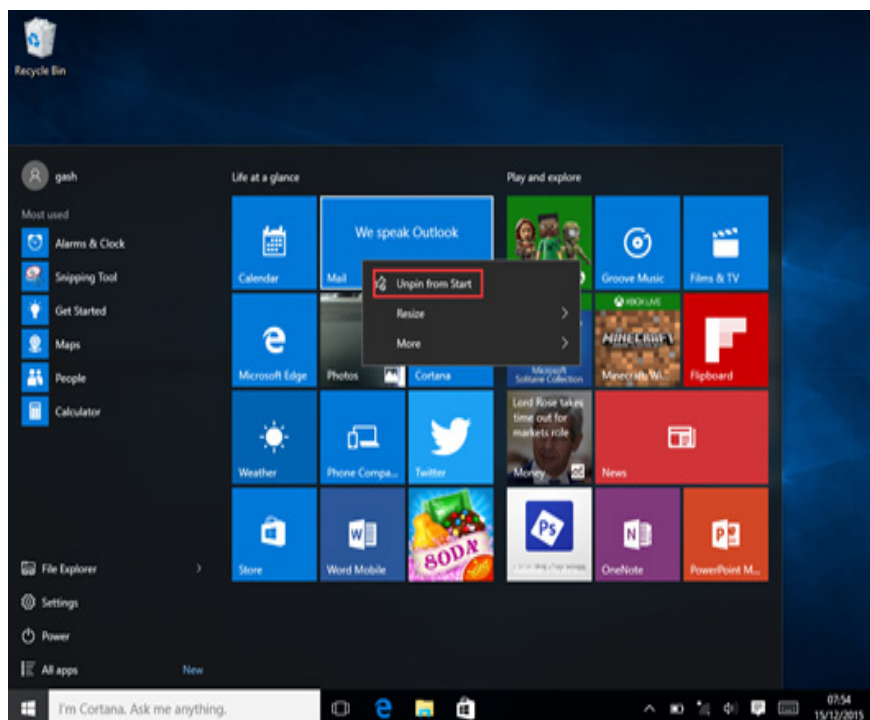 Recycle Bin
gash
Life at a glance
Play and explore
Most used
Alarms & Clock
Snipping Tool
Get Started
Maps
People
Calculator
We speak Outlook
Calendar
Mail
Groove Music
Films & TV
Unpin from Start
Resize
More
XBOX LIVE
MINECRAFT
Microsoft Edge
Photos
Cortana
Microsoft
Solitaire Collection
Minecraft: Wi...
Flipboard
Lord Rose takes
time out for
markets role
Weather
Phone Compa...
Twitter
Money
News
Ps
W
SODA
N
P
Store
Word Mobile
OneNote
PowerPoint M...
File Explorer
Settings
Power
All apps
New
I'm Cortana. Ask me anything.
07:54
15/12/2015